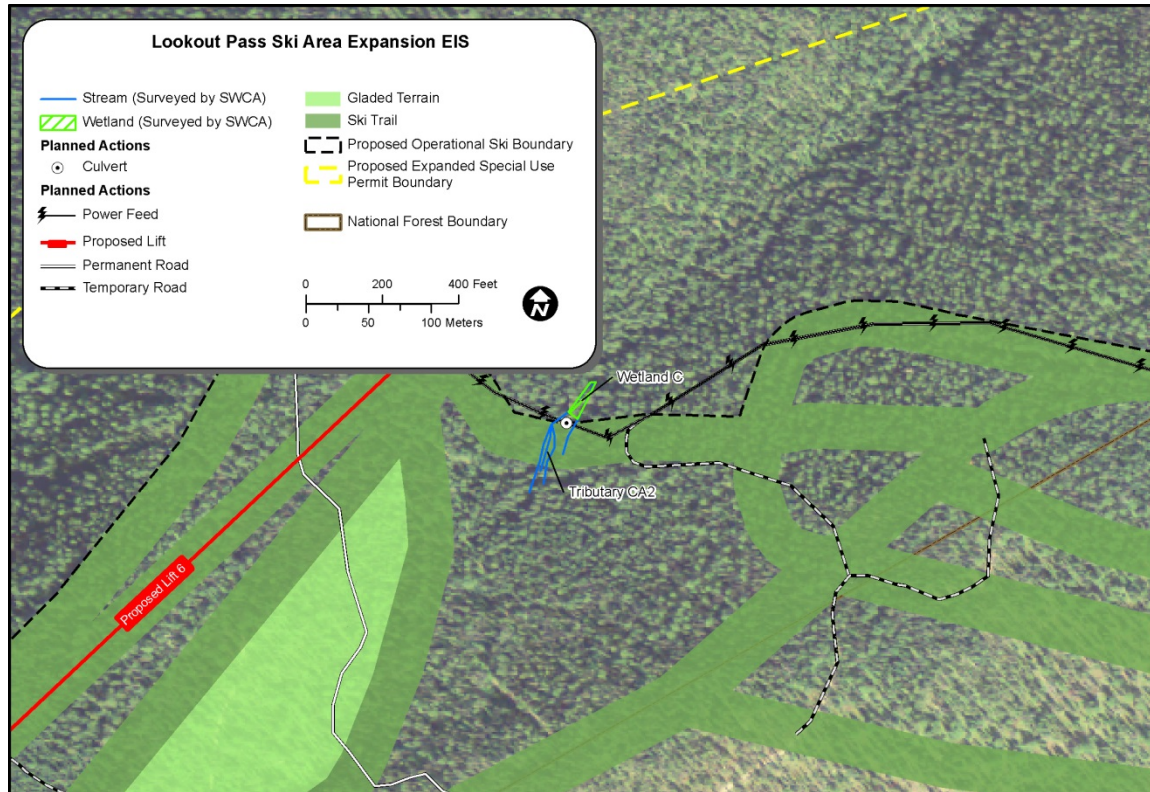 Lookout Pass Ski Area Expansion EIS
Stream (Surveyed by SWCA)
Wetland (Surveyed by SWCA)
Planned Actions
Culvert
Planned Actions
Power Feed
Proposed Lift
Permanent Road
Temporary Road
Gladed Terrain
Ski Trail
Proposed Operational Ski Boundary
Proposed Expanded Special Use
Permit Boundary
National Forest Boundary
0 200 400 Feet
0 50 100 Meters
N
Wetland C
Tributary CA2
Proposed Lift 6